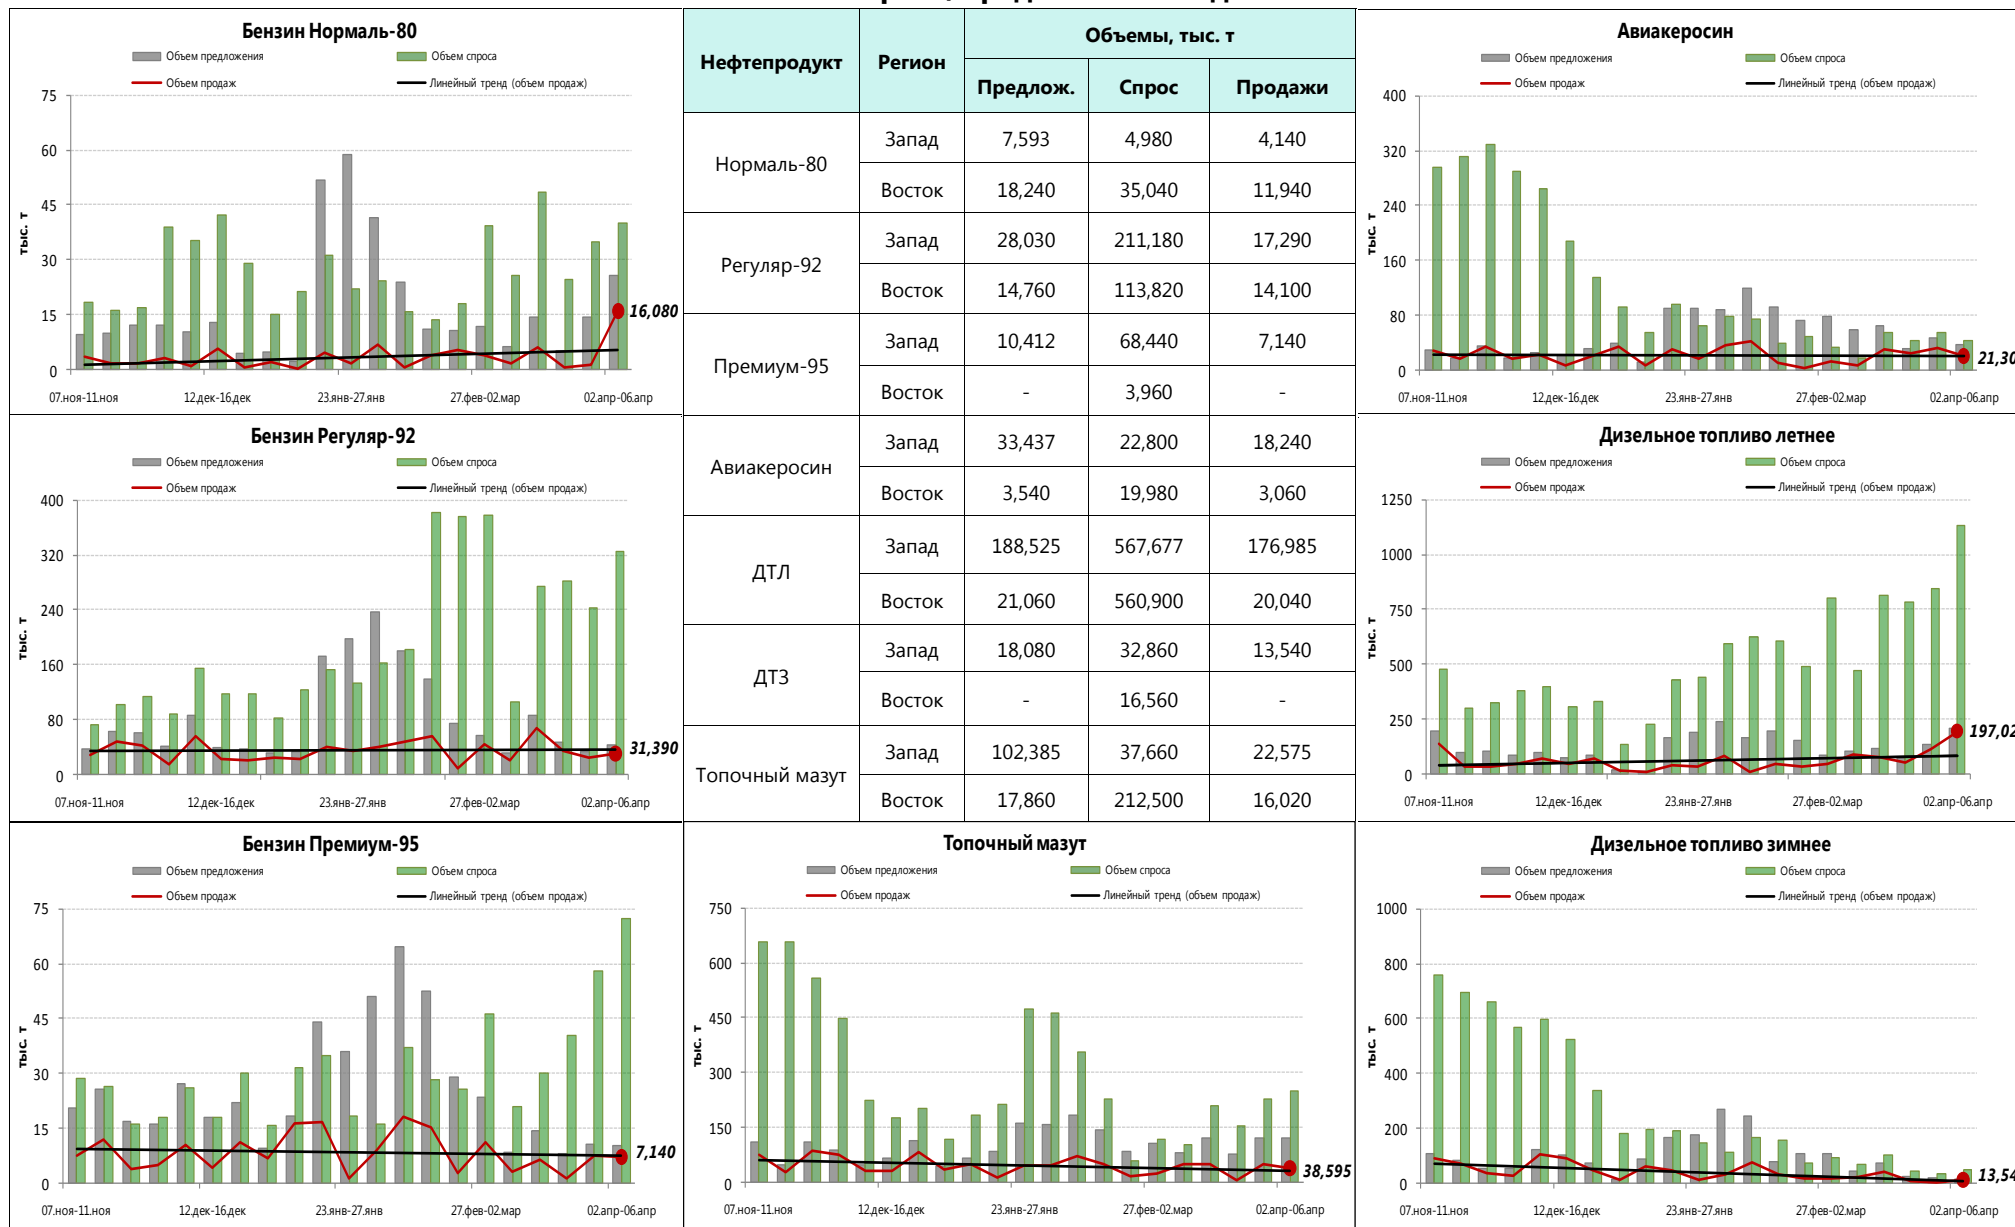 Бензин Нормаль-80
Объем предложения
Объем спроса
Объем продаж
Линейный тренд (объем продаж)
тыс. т
75
60
45
30
15
0
16,080
07.ноя-11.ноя
12.дек-16.дек
23.янв-27.янв
27.фев-02.мар
02.апр-06.апр
Нефтепродукт
Регион
Объемы, тыс. т
Предлож.
Спрос
Продажи
Нормаль-80
Запад 7,593 4,980 4,140
Восток 18,240 35,040 11,940
Регуляр-92
Запад 28,030 211,180 17,290
Восток 14,760 113,820 14,100
Премиум-95
Запад 10,412 68,440 7,140
Восток - 3,960 -
Авиакеросин
Запад 33,437 22,800 18,240
Восток 3,540 19,980 3,060
ДТЛ
Запад 188,525 567,677 176,985
Восток 21,060 560,900 20,040
ДТЗ
Запад 18,080 32,860 13,540
Восток - 16,560 -
Топочный мазут
Запад 102,385 37,660 22,575
Восток 17,860 212,500 16,020
Авиакеросин
Объем предложения
Объем спроса
Объем продаж
Линейный тренд (объем продаж)
тыс. т
400
320
240
160
80
0
21,30
07.ноя-11.ноя
12.дек-16.дек
23.янв-27.янв
27.фев-02.мар
02.апр-06.апр
Бензин Регуляр-92
Объем предложения
Объем спроса
Объем продаж
Линейный тренд (объем продаж)
тыс. т
400
320
240
160
80
0
31,390
07.ноя-11.ноя
12.дек-16.дек
23.янв-27.янв
27.фев-02.мар
02.апр-06.апр
Дизельное топливо летнее
Объем предложения
Объем спроса
Объем продаж
Линейный тренд (объем продаж)
тыс. т
1250
1000
750
500
250
0
197,02
07.ноя-11.ноя
12.дек-16.дек
23.янв-27.янв
27.фев-02.мар
02.апр-06.апр
Бензин Премиум-95
Объем предложения
Объем спроса
Объем продаж
Линейный тренд (объем продаж)
тыс. т
75
60
45
30
15
0
7,140
07.ноя-11.ноя
12.дек-16.дек
23.янв-27.янв
27.фев-02.мар
02.апр-06.апр
Топочный мазут
Объем предложения
Объем спроса
Объем продаж
Линейный тренд (объем продаж)
тыс. т
750
600
450
300
150
0
38,595
07.ноя-11.ноя
12.дек-16.дек
23.янв-27.янв
27.фев-02.мар
02.апр-06.апр
Дизельное топливо зимнее
Объем предложения
Объем спроса
Объем продаж
Линейный тренд (объем продаж)
тыс. т
1000
800
600
400
200
0
13,54
07.ноя-11.ноя
12.дек-16.дек
23.янв-27.янв
27.фев-02.мар
02.апр-06.апр